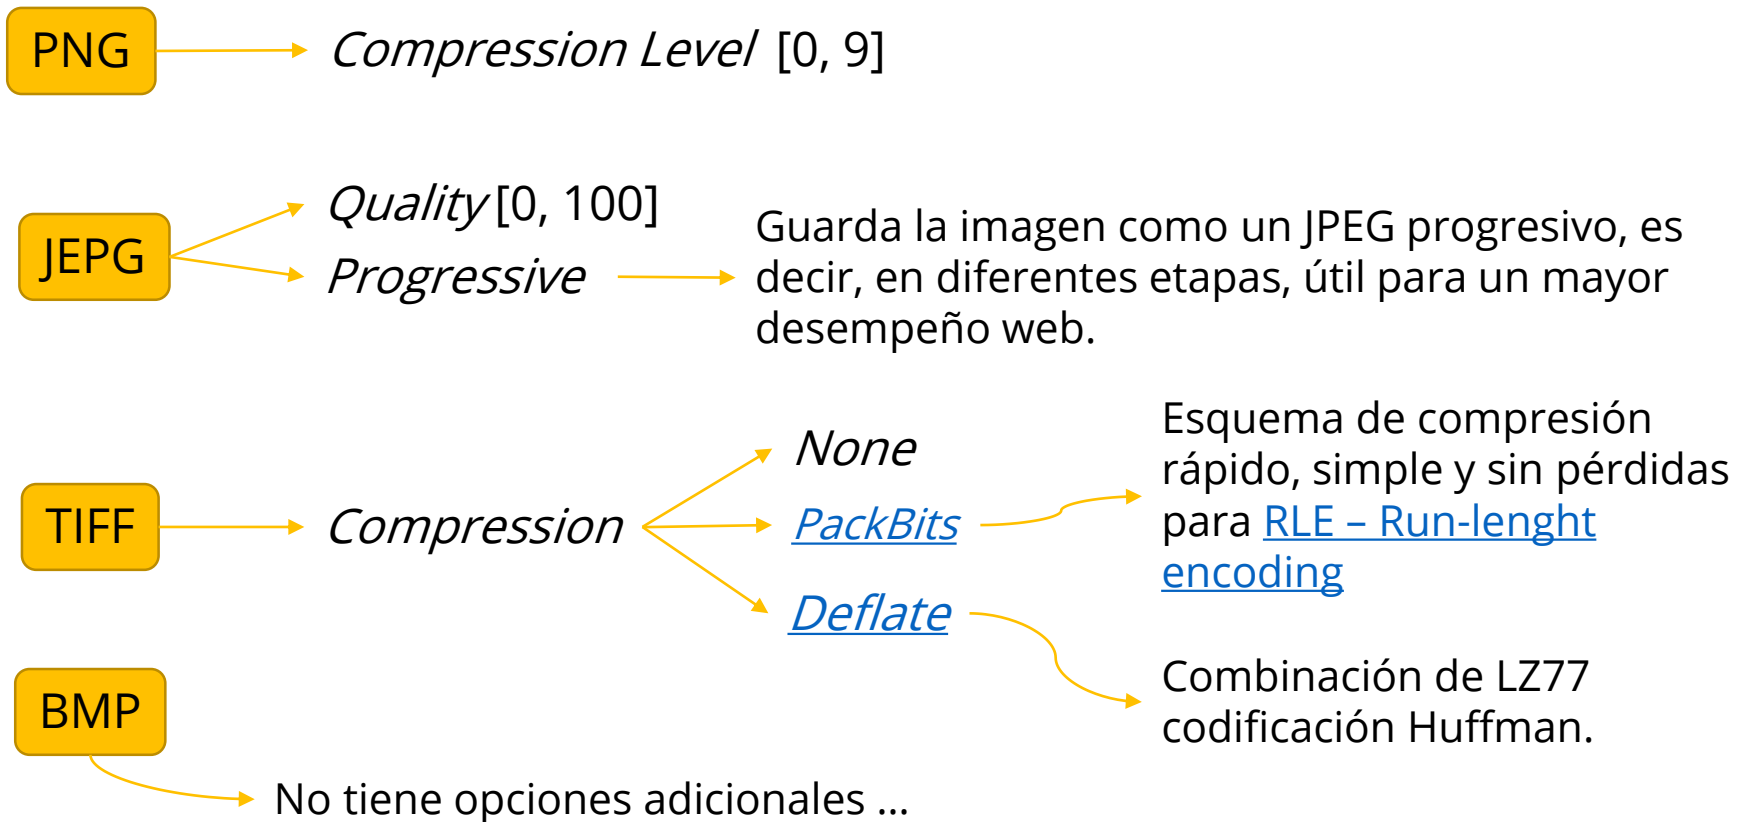 PNG
Compression Level [0, 9]
JEPG
Quality [0, 100]
Progressive
Guarda la imagen como un JPEG progresivo, es
decir, en diferentes etapas, útil para un mayor
desempeño web.
TIFF
Compression
None
PackBits
Deflate
Esquema de compresión
rápido, simple y sin pérdidas
para RLE – Run-lenght
encoding
Combinación de LZ77
codificación Huffman.
BMP
No tiene opciones adicionales ...